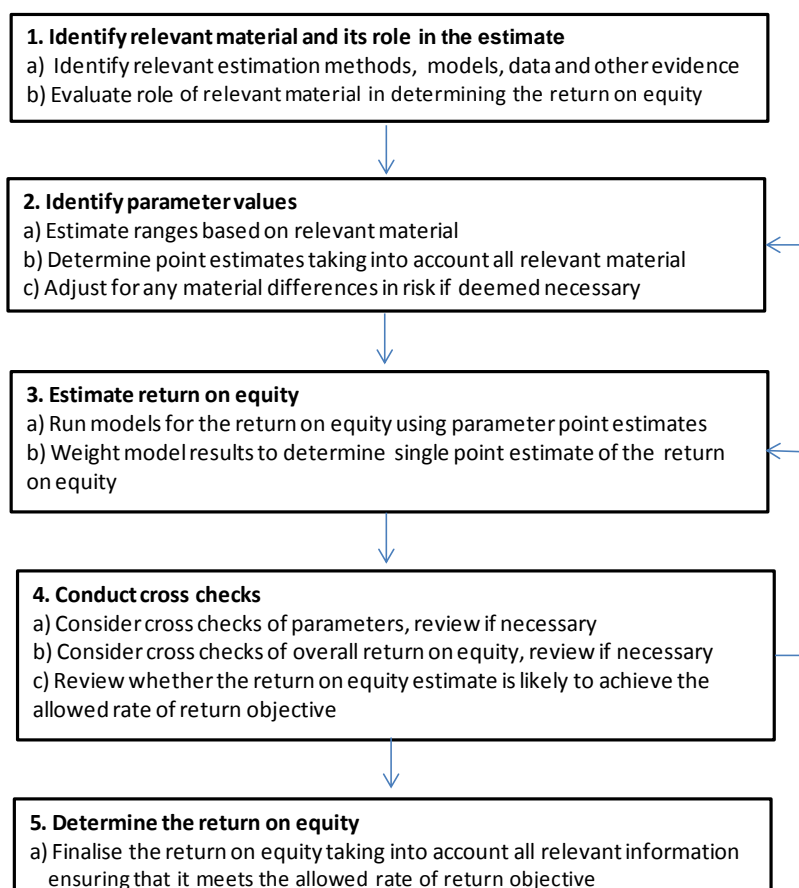 1. Identify relevant material and its role in the estimate
a) Identify relevant estimation methods, models, data and other evidence
b) Evaluate role of relevant material in determining the return on equity
2. Identify parameter values
a) Estimate ranges based on relevant material
b) Determine point estimates taking into account all relevant material
c) Adjust for any material differences in risk if deemed necessary
3. Estimate return on equity
a) Run models for the return on equity using parameter point estimates
b) Weight model results to determine single point estimate of the return
on equity
4. Conduct cross checks
a) Consider cross checks of parameters, review if necessary
b) Consider cross checks of overall return on equity, review if necessary
c) Review whether the return on equity estimate is likely to achieve the
allowed rate of return objective
5. Determine the return on equity
a) Finalise the return on equity taking into account all relevant information
ensuring that it meets the allowed rate of return objective